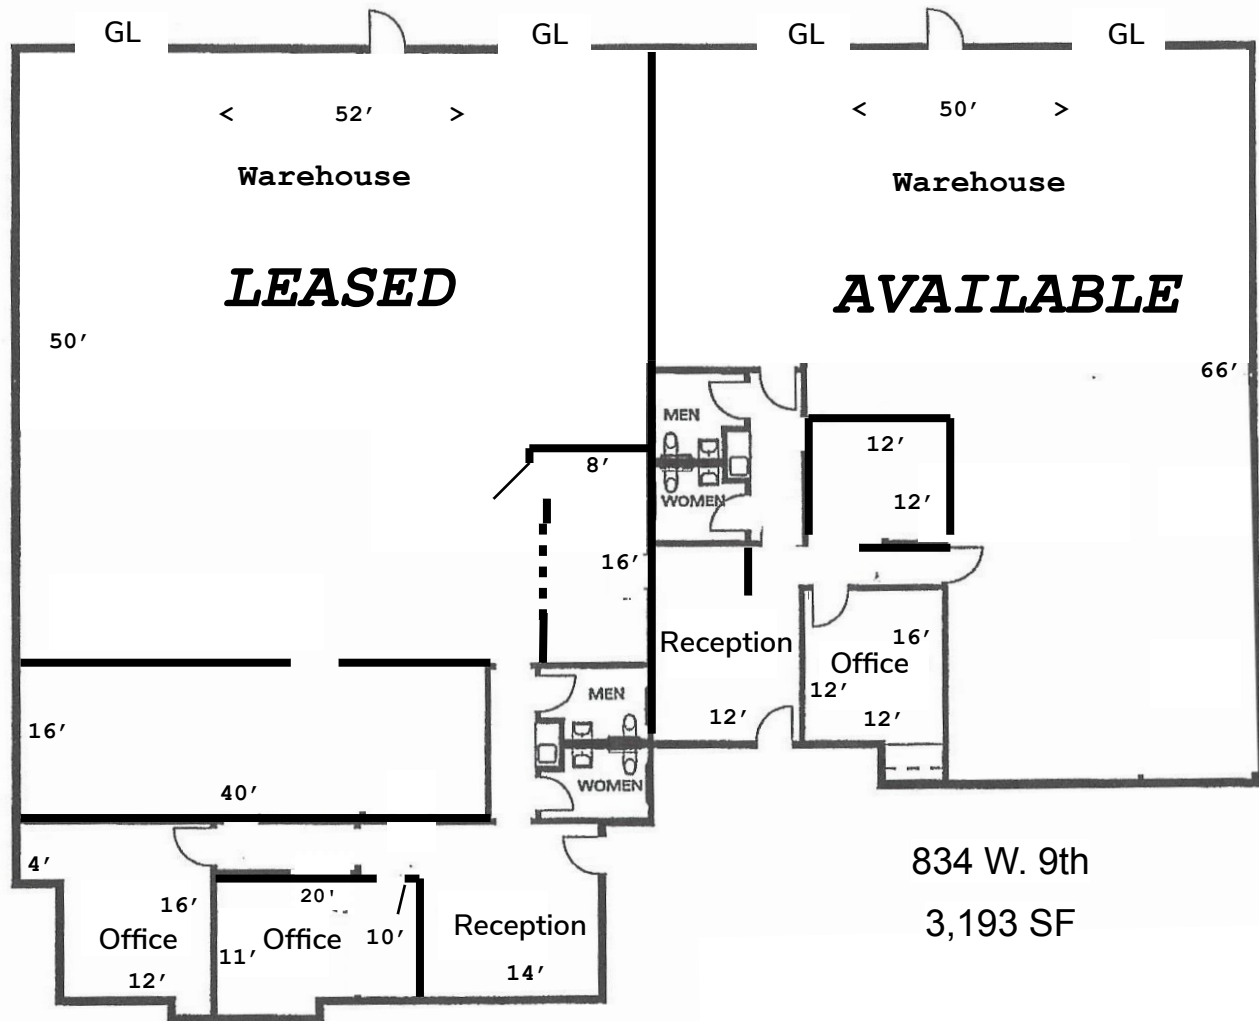 GL
GL
GL
GL
< 52’ >
< 50’ >
Warehouse
Warehouse
LEASED
AVAILABLE
50’
66’
MEN
WOMEN
12’
12’
8’
16’
Reception
12’
Office
16’
12’
12’
MEN
WOMEN
16’
40’
4’
16’
Office
12’
20'
Office
10’
11’
Reception
14’
834 W. 9th
3,193 SF